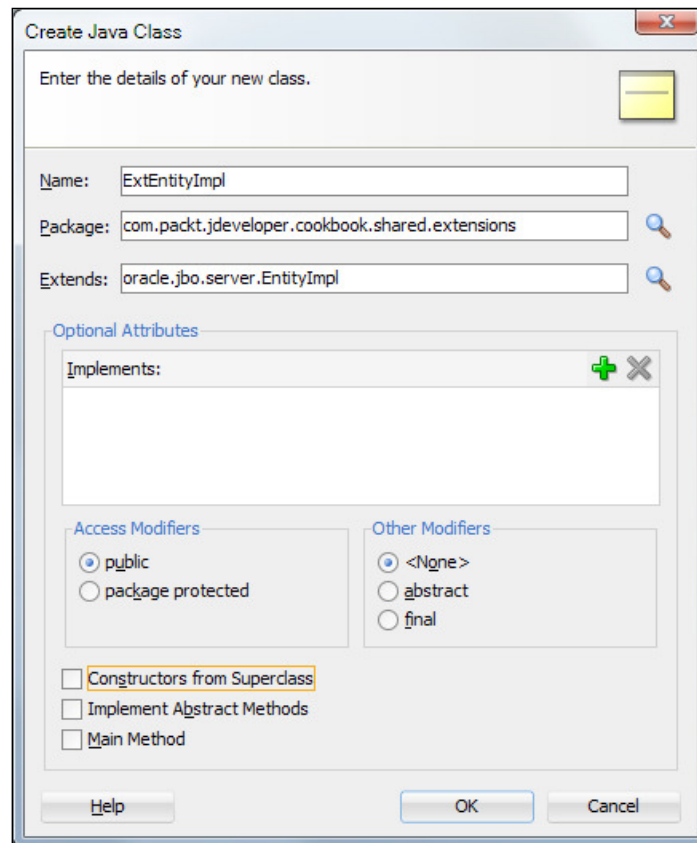 Create Java Class
Enter the details of your new class.
Name: ExtEntityImpl
Package: com.packt.jdeveloper.cookbook.shared.extensions
Extends: oracle.jbo.server.EntityImpl
Optional Attributes
Implements:
Access Modifiers
public
package protected
Other Modifiers
<None>
abstract
final
Constructors from Superclass
Implement Abstract Methods
Main Method
Help OK Cancel